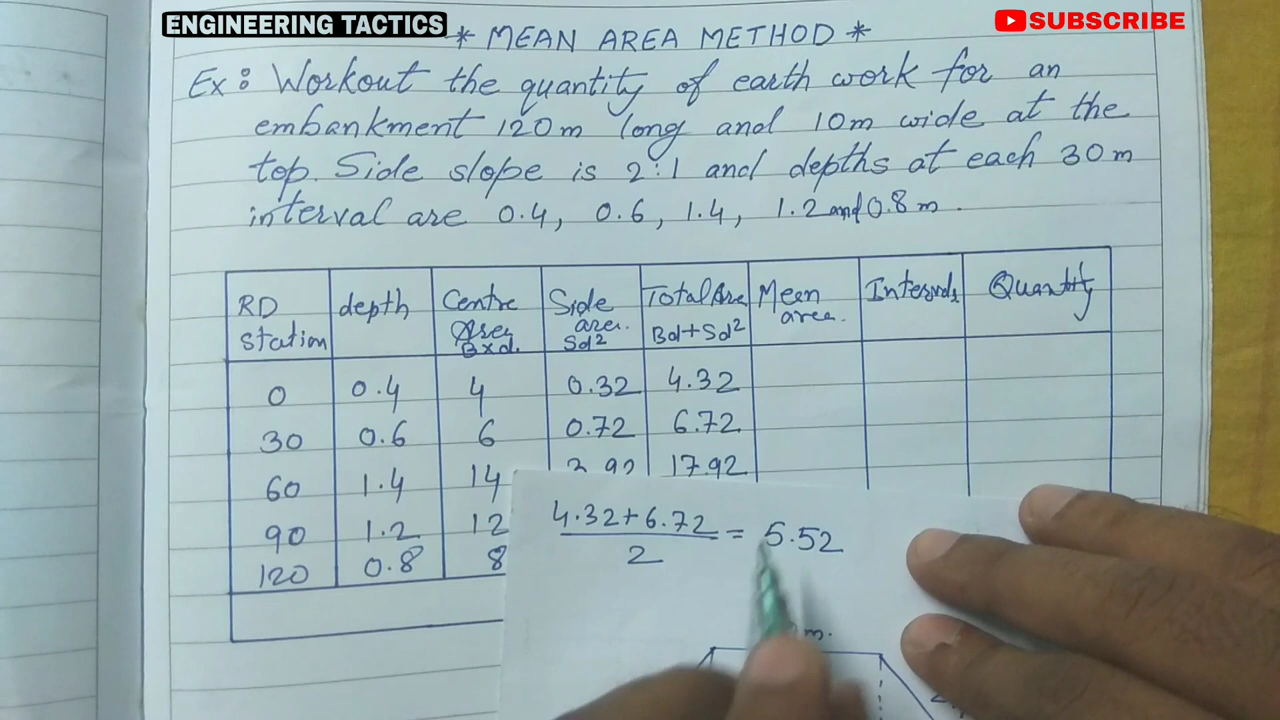 ENGINEERING TACTICS
SUBSCRIBE
* MEAN AREA METHOD *
Ex: Workout the quantity of earth work for an
embankment 120m long and 10m wide at the
top. Side slope is 2:1 and depths at each 30m
interval are 0.4, 0.6, 1.4, 1.2 and 0.8m.
RD station depth Centre Area Bxd. Side area. Sd² Total Are Bd+Sd² Mean area. Quantity
0 0.4 4 0.32 4.32
30 0.6 6 0.72 6.72
60 1.4 14 17.92
90 1.2 12
120 0.8 8
4.32+6.72
2
= 5.52
m.